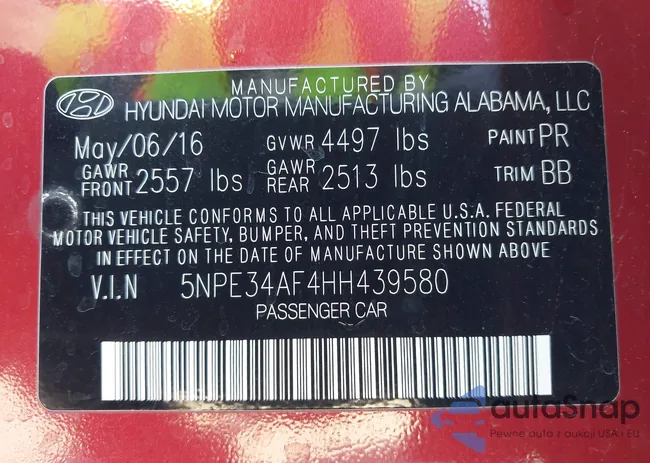 MANUFACTURED BY
HYUNDAI MOTOR MANUFACTURING ALABAMA, LLC
May/06/16 GVWR 4497 lbs PAINT PR
GAWR FRONT 2557 lbs GAWR REAR 2513 lbs TRIM BB
THIS VEHICLE CONFORMS TO ALL APPLICABLE U.S.A. FEDERAL
MOTOR VEHICLE SAFETY, BUMPER, AND THEFT PREVENTION STANDARDS
IN EFFECT ON THE DATE OF MANUFACTURE SHOWN ABOVE
V.I.N 5NPE34AF4HH439580
PASSENGER CAR
autoSnap
Pewne auta z aukcji USA i EU